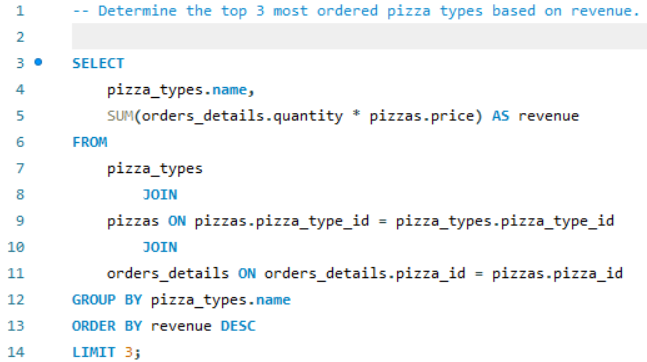 1 -- Determine the top 3 most ordered pizza types based on revenue.
2
3 SELECT
4 pizza_types.name,
5 SUM(orders_details.quantity * pizzas.price) AS revenue
6 FROM
7 pizza_types
8 JOIN
9 pizzas ON pizzas.pizza_type_id = pizza_types.pizza_type_id
10 JOIN
11 orders_details ON orders_details.pizza_id = pizzas.pizza_id
12 GROUP BY pizza_types.name
13 ORDER BY revenue DESC
14 LIMIT 3;